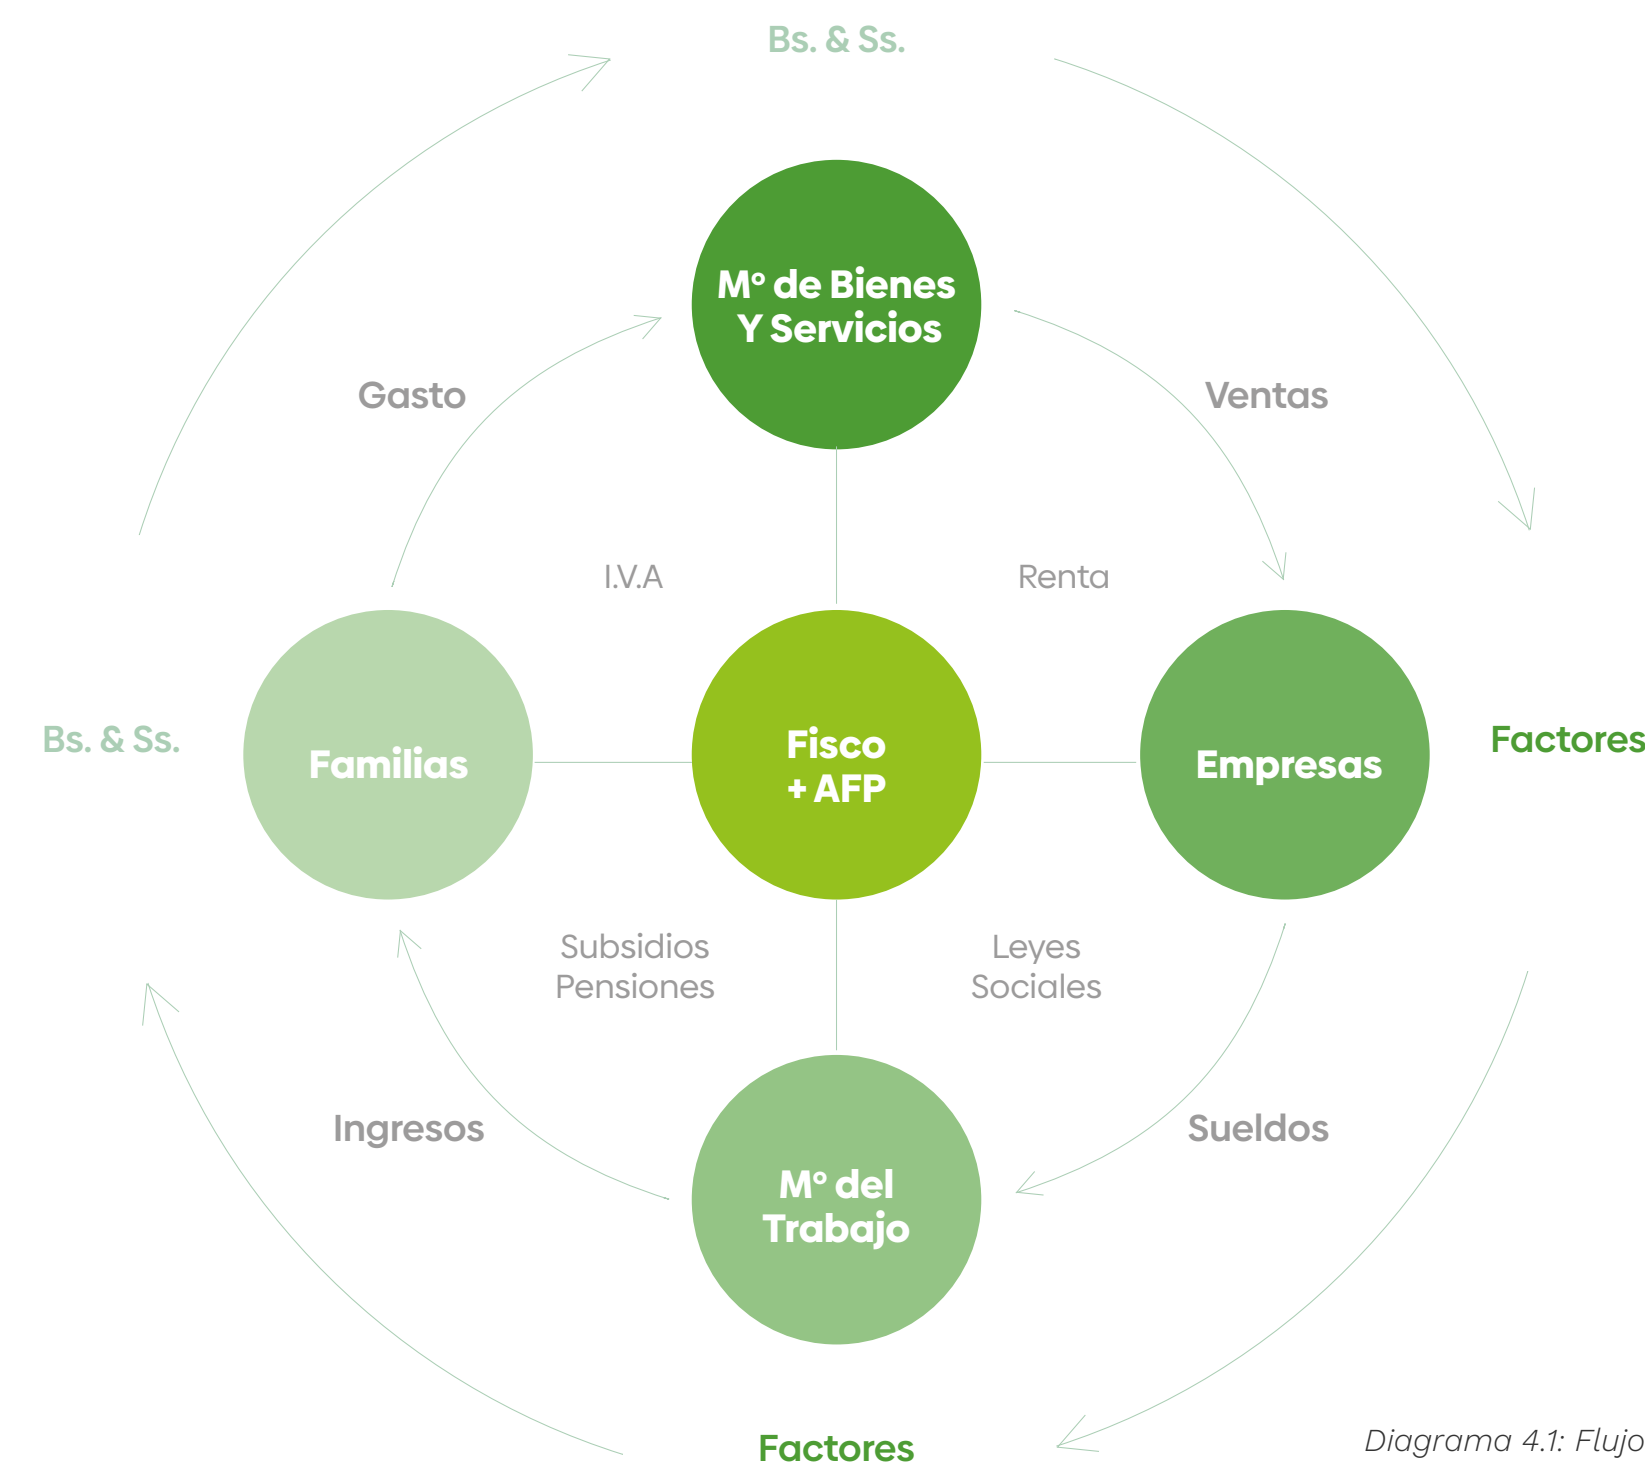 Bs. & Ss.
Mº de Bienes
Y Servicios
Gasto
Ventas
I.V.A
Renta
Bs. & Ss.
Familias
Fisco
+ AFP
Empresas
Factores
Subsidios
Pensiones
Leyes
Sociales
Ingresos
Sueldos
Mº del
Trabajo
Factores
Diagrama 4.1: Flujo